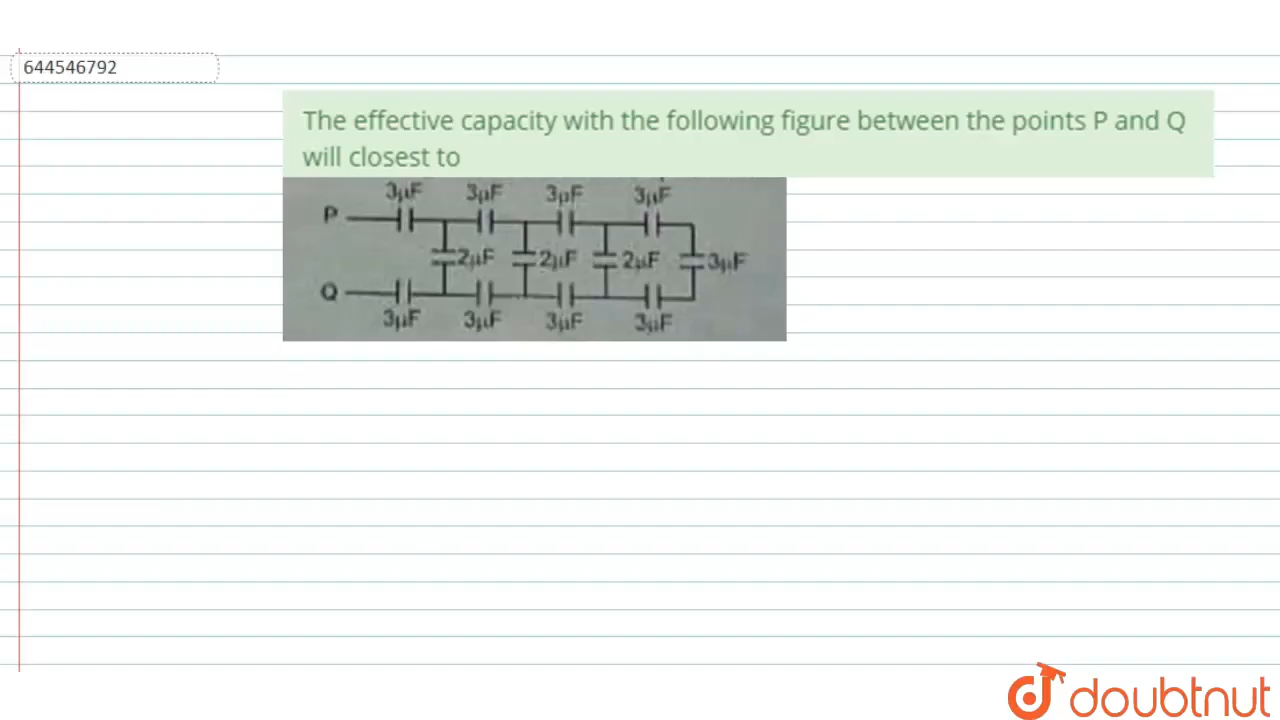 644546792
The effective capacity with the following figure between the points P and Q
will closest to
3μF 3μF 3μF 3μF
P
2μF 2μF 2μF 3μF
Q
3μF 3μF 3μF 3μF
doubtnut